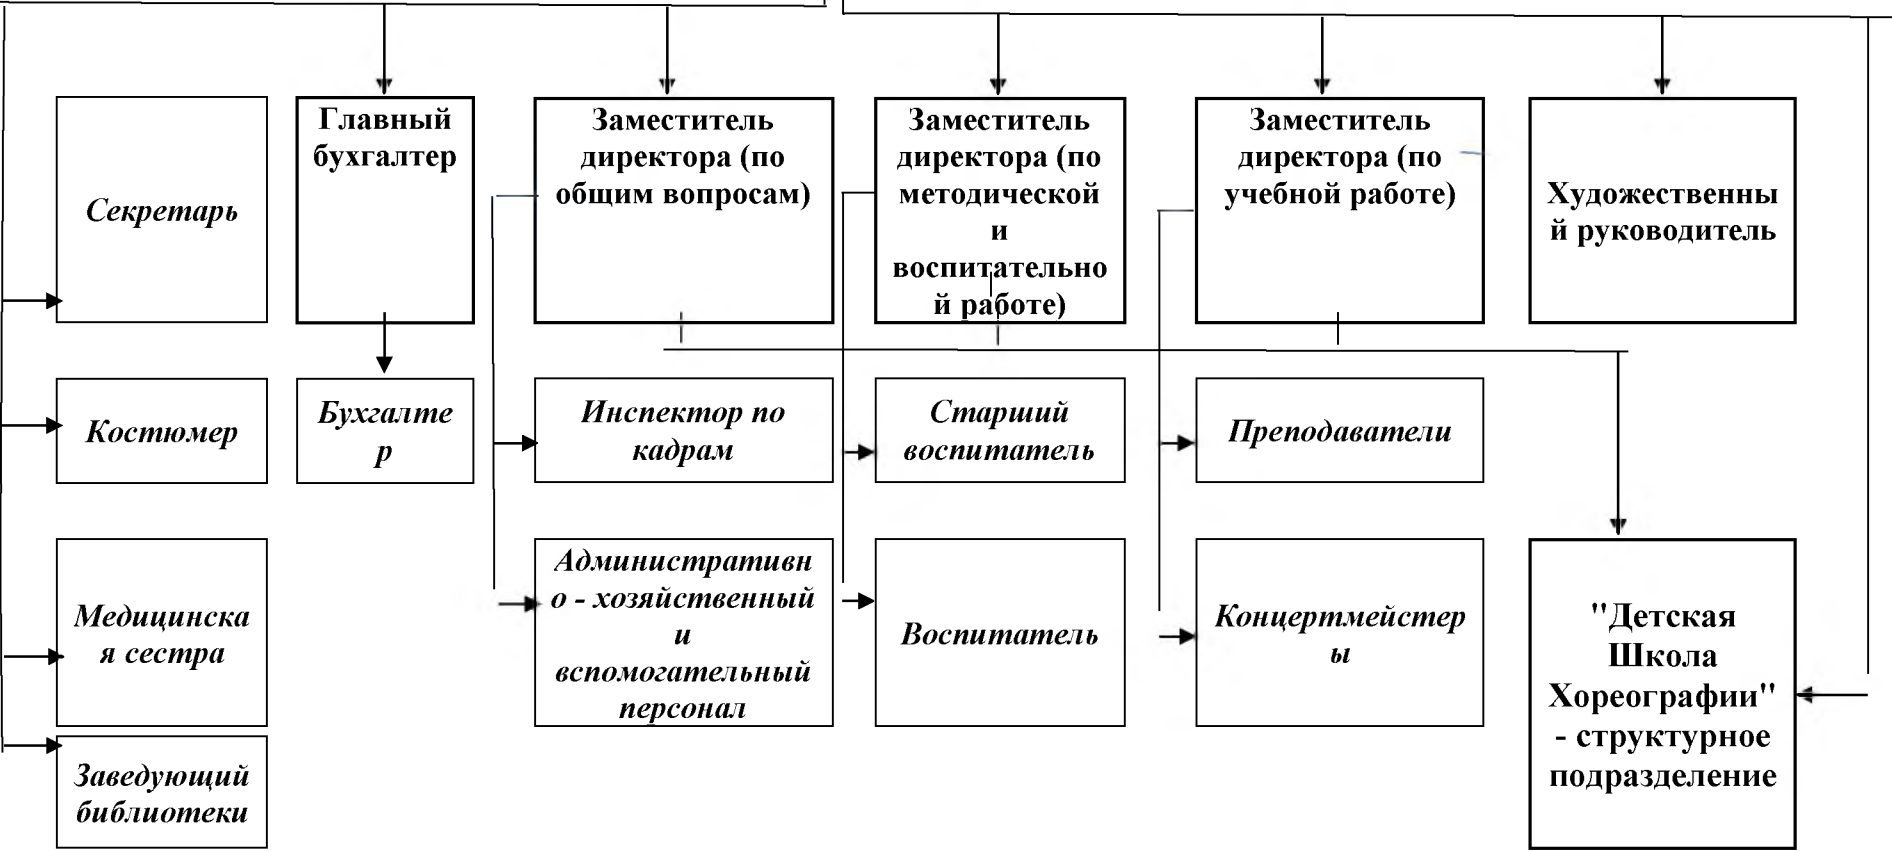 Секретарь
Главный
бухгалтер
Заместитель
директора (по
общим вопросам)
Заместитель
директора (по
методической
и
воспитательно
й работе)
Заместитель
директора (по
учебной работе)
Художественны
й руководитель
Костюмер
Бухгалте
р
Инспектор по
кадрам
Старший
воспитатель
Преподаватели
Медицинска
я сестра
Административн
о - хозяйственный
и
вспомогательный
персонал
Воспитатель
Концертмейстер
ы
"Детская
Школа
Хореографии"
- структурное
подразделение
Заведующий
библиотеки